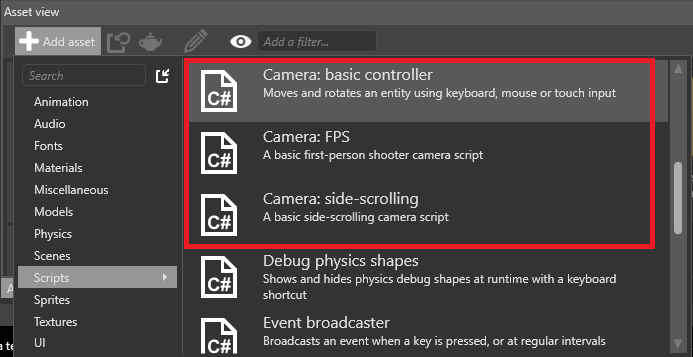 Asset view
Add asset
Add a filter...
Search
Animation
Audio
Fonts
Materials
Miscellaneous
Models
Physics
Scenes
Scripts
Sprites
Textures
UI
C#
Camera: basic controller
Moves and rotates an entity using keyboard, mouse or touch input
C#
Camera: FPS
A basic first-person shooter camera script
C#
Camera: side-scrolling
A basic side-scrolling camera script
C#
Debug physics shapes
Shows and hides physics debug shapes at runtime with a keyboard
shortcut
C#
Event broadcaster
Broadcasts an event when a key is pressed, or at regular intervals